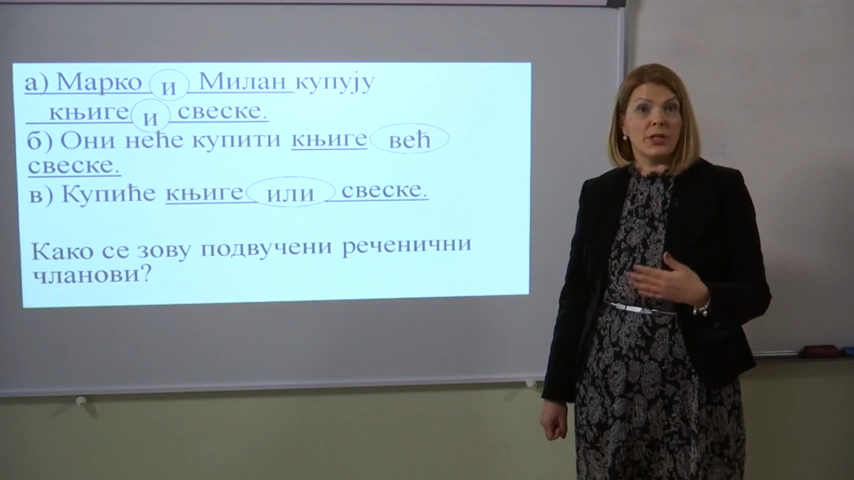 а) Марко и Милан купују
књиге и свеске.
б) Они неће купити књиге већ
свеске.
в) Купиће књиге или свеске.
Како се зову подвучени реченични
чланови?